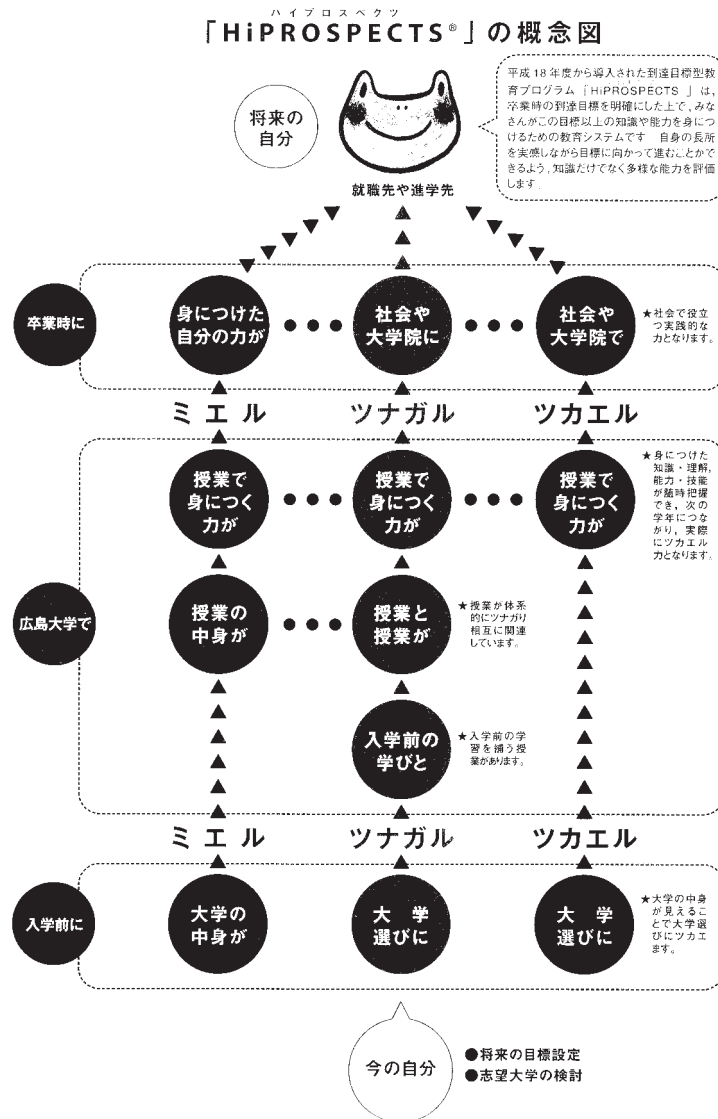 ハイプロスペクツ
「HiPROSPECTS®」の概念図
将来の
自分
平成18年度から導入された到達目標型教
育プログラム「HiPROSPECTS 」は,
卒業時の到達目標を明確にした上で,みな
さんがこの目標以上の知識や能力を身につ
けるための教育システムです 自身の長所
を実感しながら目標に向かって進むことがで
きるよう,知識だけでなく多様な能力を評価
します.
就職先や進学先
卒業時に
身につけた
自分の力が
社会や
大学院に
社会や
大学院で
★社会で役立
つ実践的な
力となります。
ミエル
ツナガル
ツカエル
広島大学で
授業で
身につく
力が
授業で
身につく
力が
授業で
身につく
力が
★身につけた
知識・理解,
能力・技能
が随時把握
でき，次の
学年につな
がり，実際
にツカエル
力となります。
授業の
中身が
授業と
授業が
★授業が体系
的にツナガリ
相互に関連
しています。
入学前の
学びと
★入学前の学
習を補う授
業があります。
ミエル
ツナガル
ツカエル
入学前に
大学の
中身が
大学
選びに
大学
選びに
★大学の中身
が見えるこ
とで大学選
びにツカエ
ます。
今の自分
●将来の目標設定
●志望大学の検討